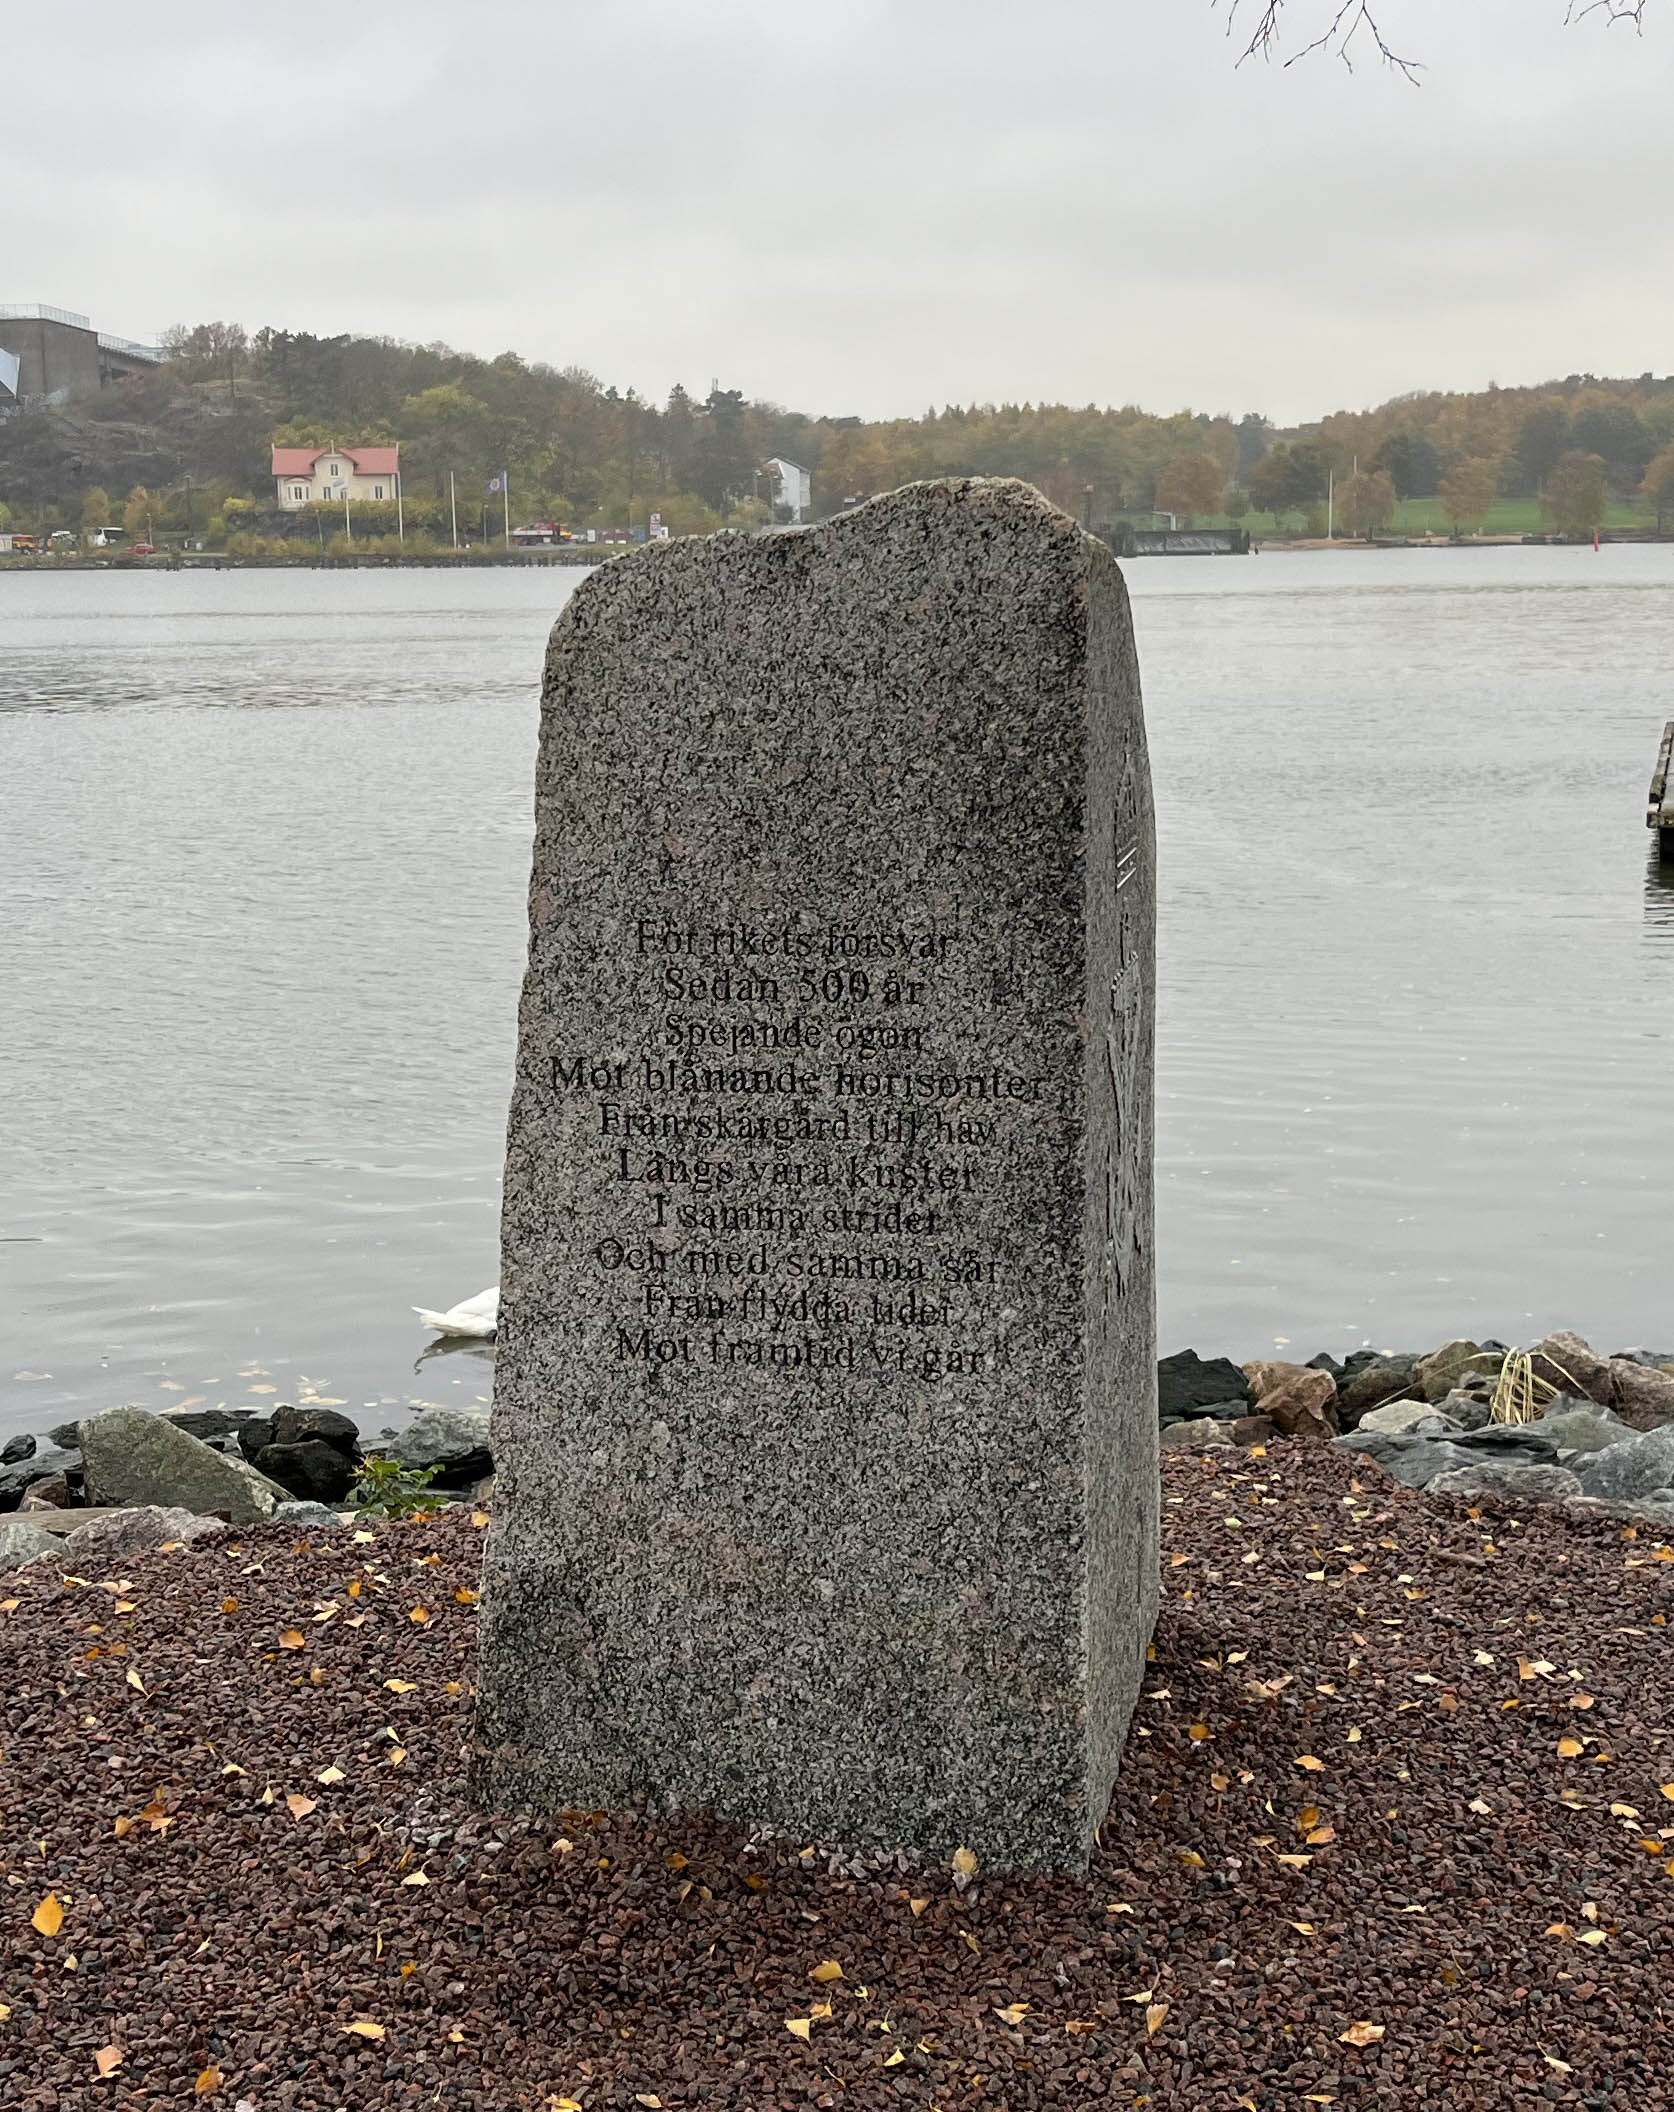 För rikets försvar
Sedan 500 år
Spejande ögon
Mot blånande horisonter
Från skärgård till hav
Längs våra kuster
I samma strider
Och med samma sår
Från flydda tider
Mot framtid vi går